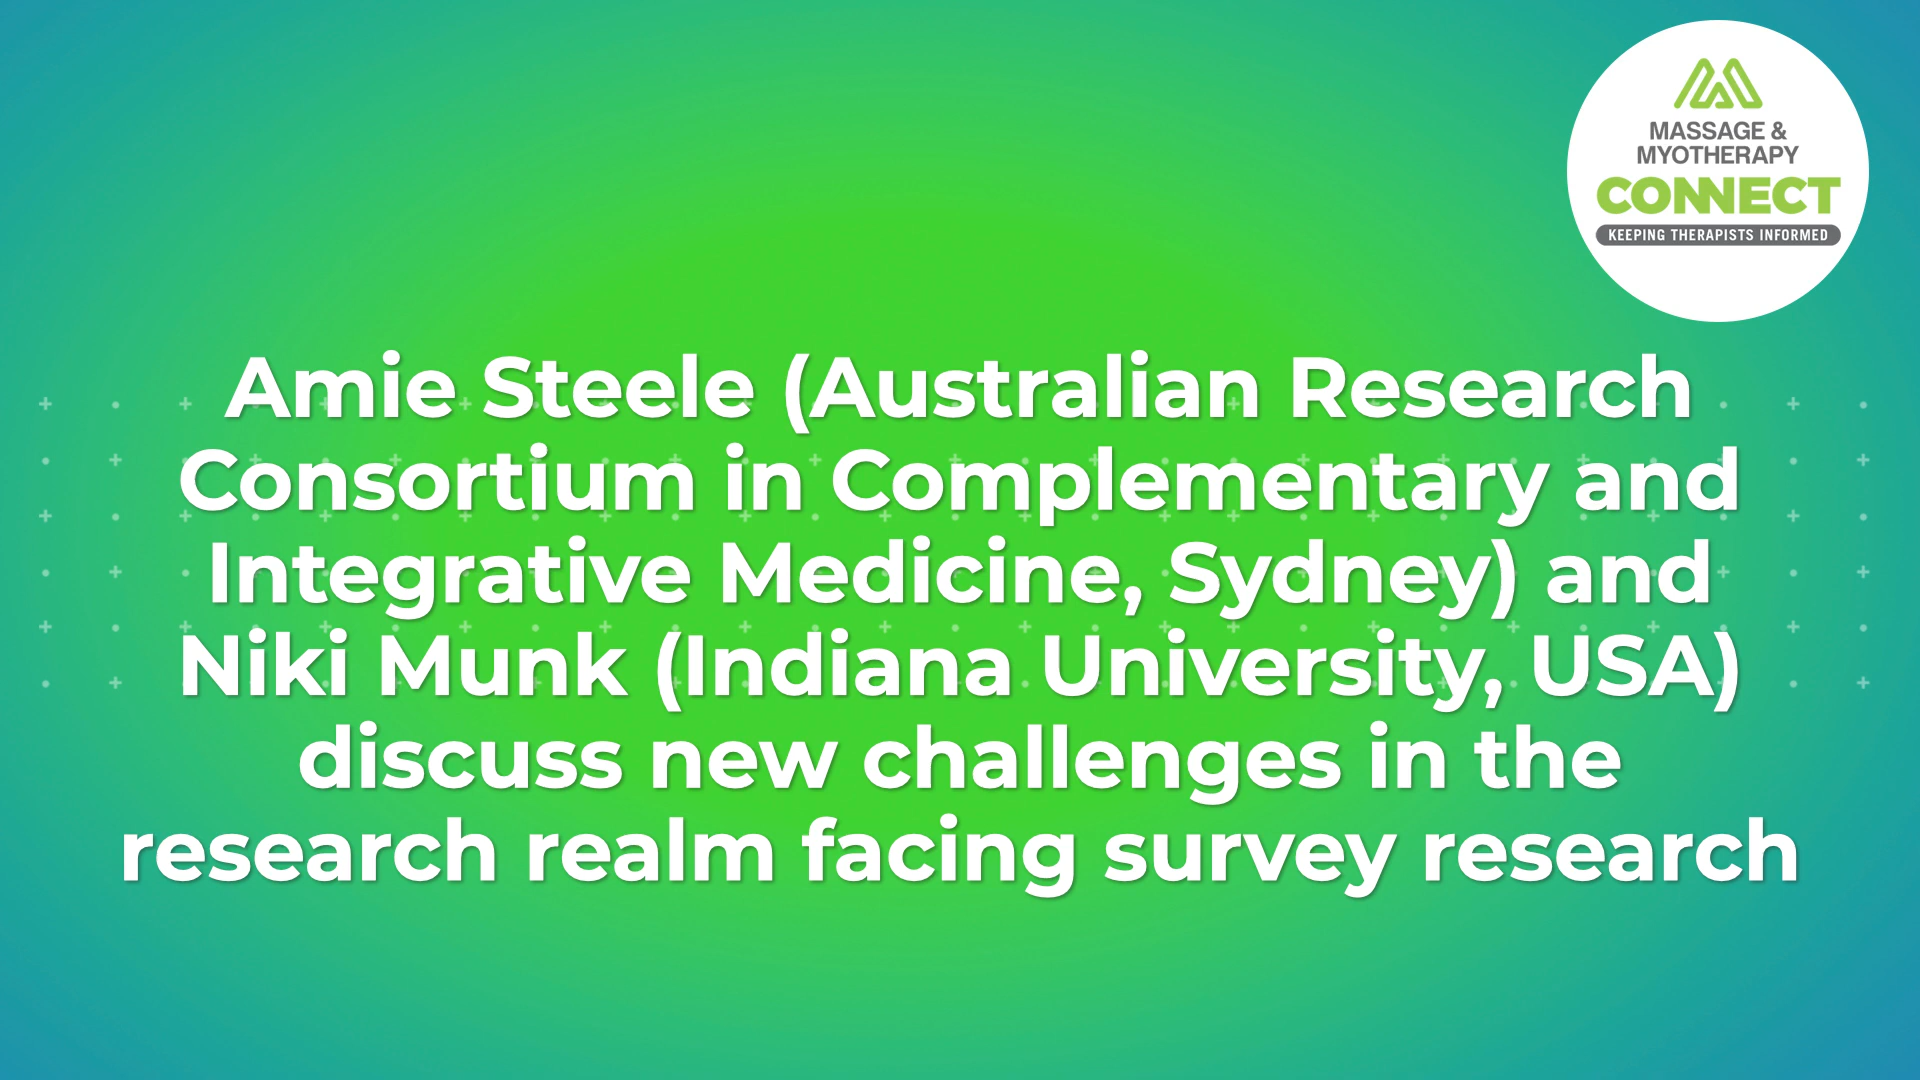 MASSAGE &
MYOTHERAPY
CONNECT
KEEPING THERAPISTS INFORMED
Amie Steele (Australian Research
Consortium in Complementary and
Integrative Medicine, Sydney) and
Niki Munk (Indiana University, USA)
discuss new challenges in the
research realm facing survey research